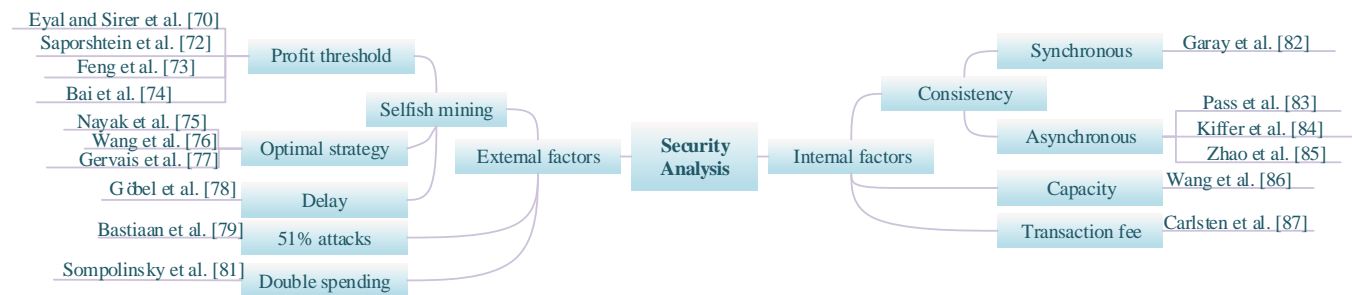 Eyal and Sirer et al. [70]
Saporshtein et al. [72]
Feng et al. [73]
Bai et al. [74]
Profit threshold
Nayak et al. [75]
Wang et al. [76]
Gervais et al. [77]
Optimal strategy
Göbel et al. [78]
Delay
Selfish mining
Bastiaan et al. [79]
51% attacks
Sompolinsky et al. [81]
Double spending
External factors
Security
Analysis
Internal factors
Consistency
Synchronous
Garay et al. [82]
Asynchronous
Pass et al. [83]
Kiffer et al. [84]
Zhao et al. [85]
Capacity
Wang et al. [86]
Transaction fee
Carlsten et al. [87]